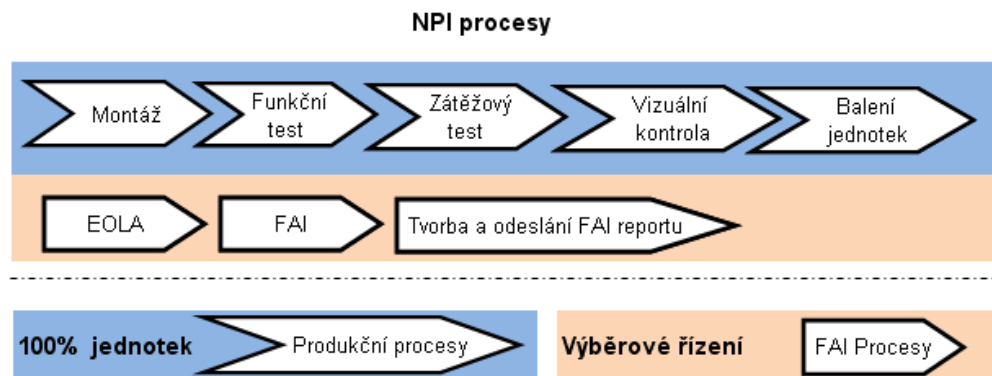 NPI procesy
Montáž
Funkční
test
Zátěžový
test
Vizuální
kontrola
Balení
jednotek
EOLA
FAI
Tvorba a odeslání FAI reportu
100% jednotek
Produkční procesy
Výběrové řízení
FAI Procesy